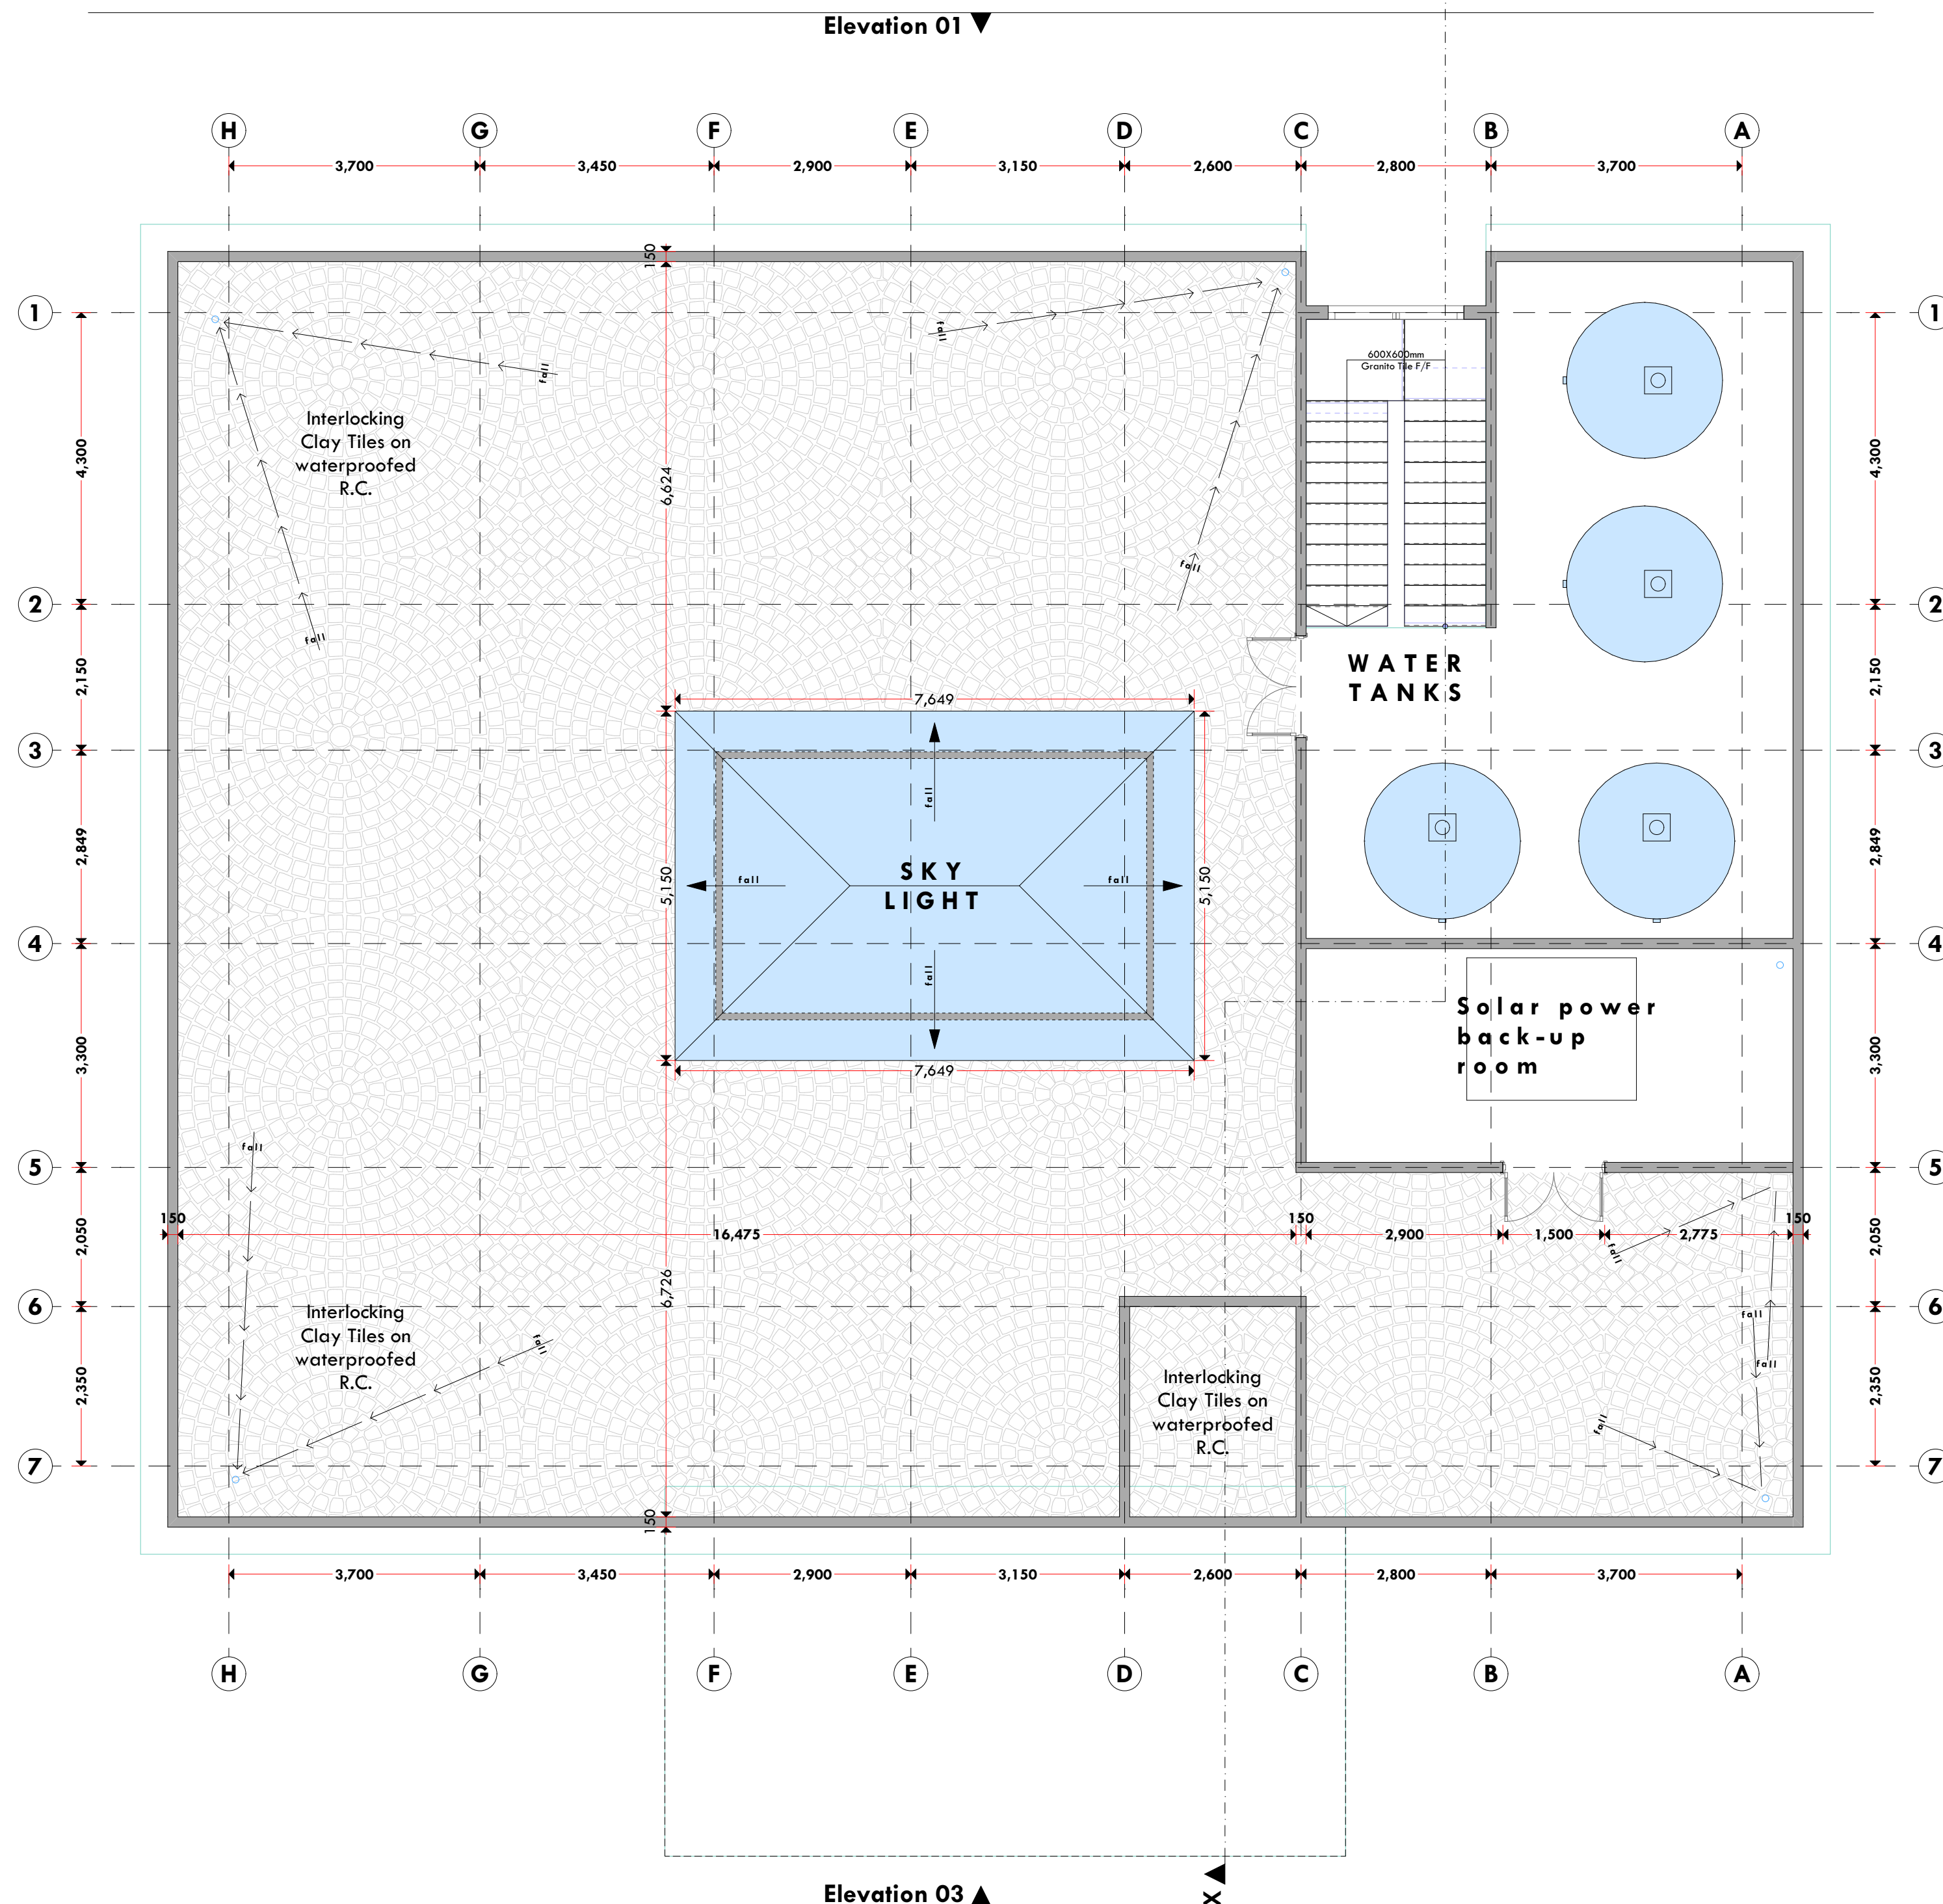 Elevation 01
H G F E D C B A
3,700 3,450 2,900 3,150 2,600 2,800 3,700
150
1 1
fall
fall
600X600mm
Granito Tile F/F
Interlocking
Clay Tiles on
waterproofed
R.C.
4,300 6,624 4,300
fall
2 2
fall
WATER
TANKS
2,150 2,150
7,649
3 3
fall
2,849 2,849
SKY
LIGHT
fall fall
5,150 5,150
4 4
fall
Solar power
back-up
room
3,300 3,300
7,649
fall
5 5
150 16,475 150 2,900 1,500 2,775 150
2,050 2,050
fall
6,726
6 6
Interlocking
Clay Tiles on
waterproofed
R.C.
fall
fall
fall
2,350 2,350
Interlocking
Clay Tiles on
waterproofed
R.C.
fall
7 7
150
3,700 3,450 2,900 3,150 2,600 2,800 3,700
H G F E D C B A
X
Elevation 03